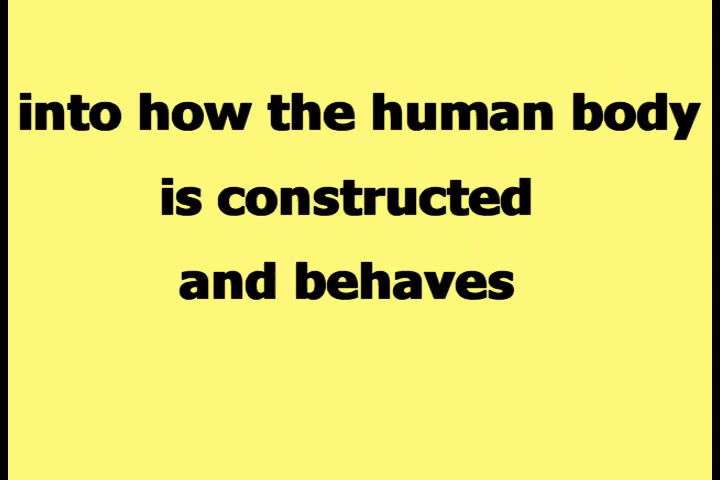 into how the human body
is constructed
and behaves